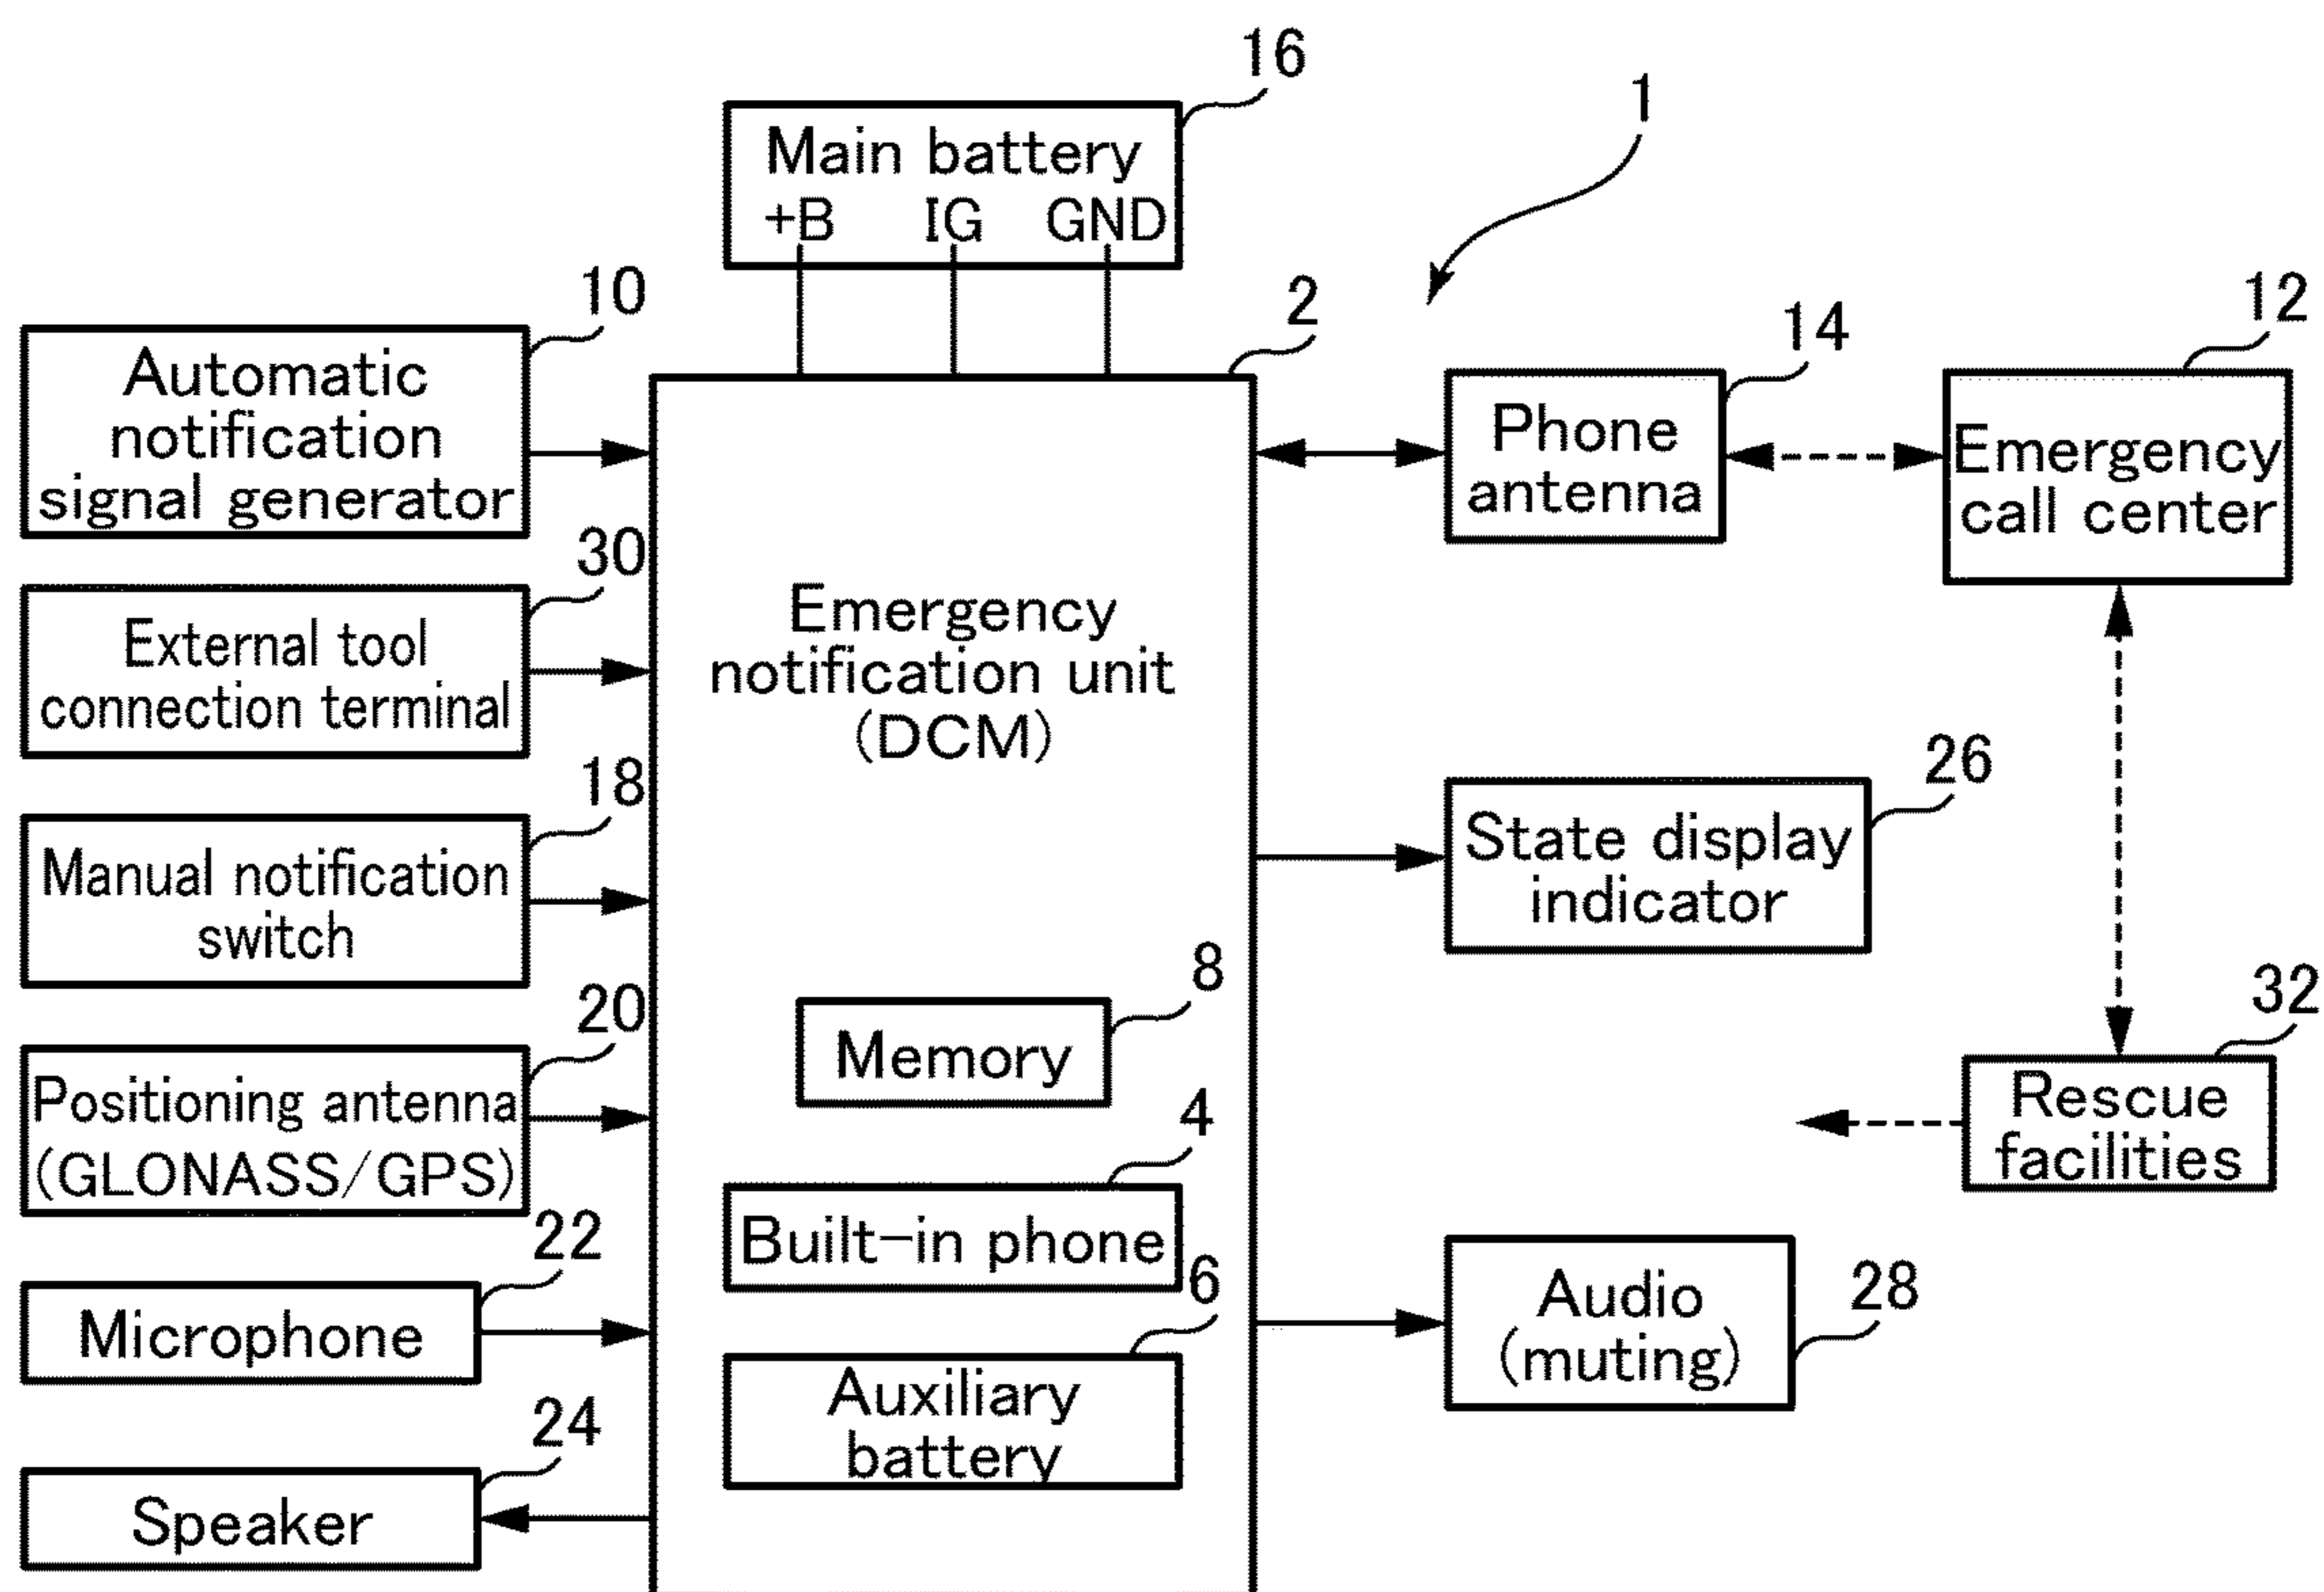 16
Main battery
+B IG GND
1
10
Automatic
notification
signal generator
2
14
Phone
antenna
12
Emergency
call center
30
External tool
connection terminal
Emergency
notification unit
(DCM)
18
Manual notification
switch
26
State display
indicator
20
Positioning antenna
(GLONASS/GPS)
8
Memory
32
Rescue
facilities
4
Built-in phone
22
Microphone
6
Auxiliary
battery
28
Audio
(muting)
24
Speaker